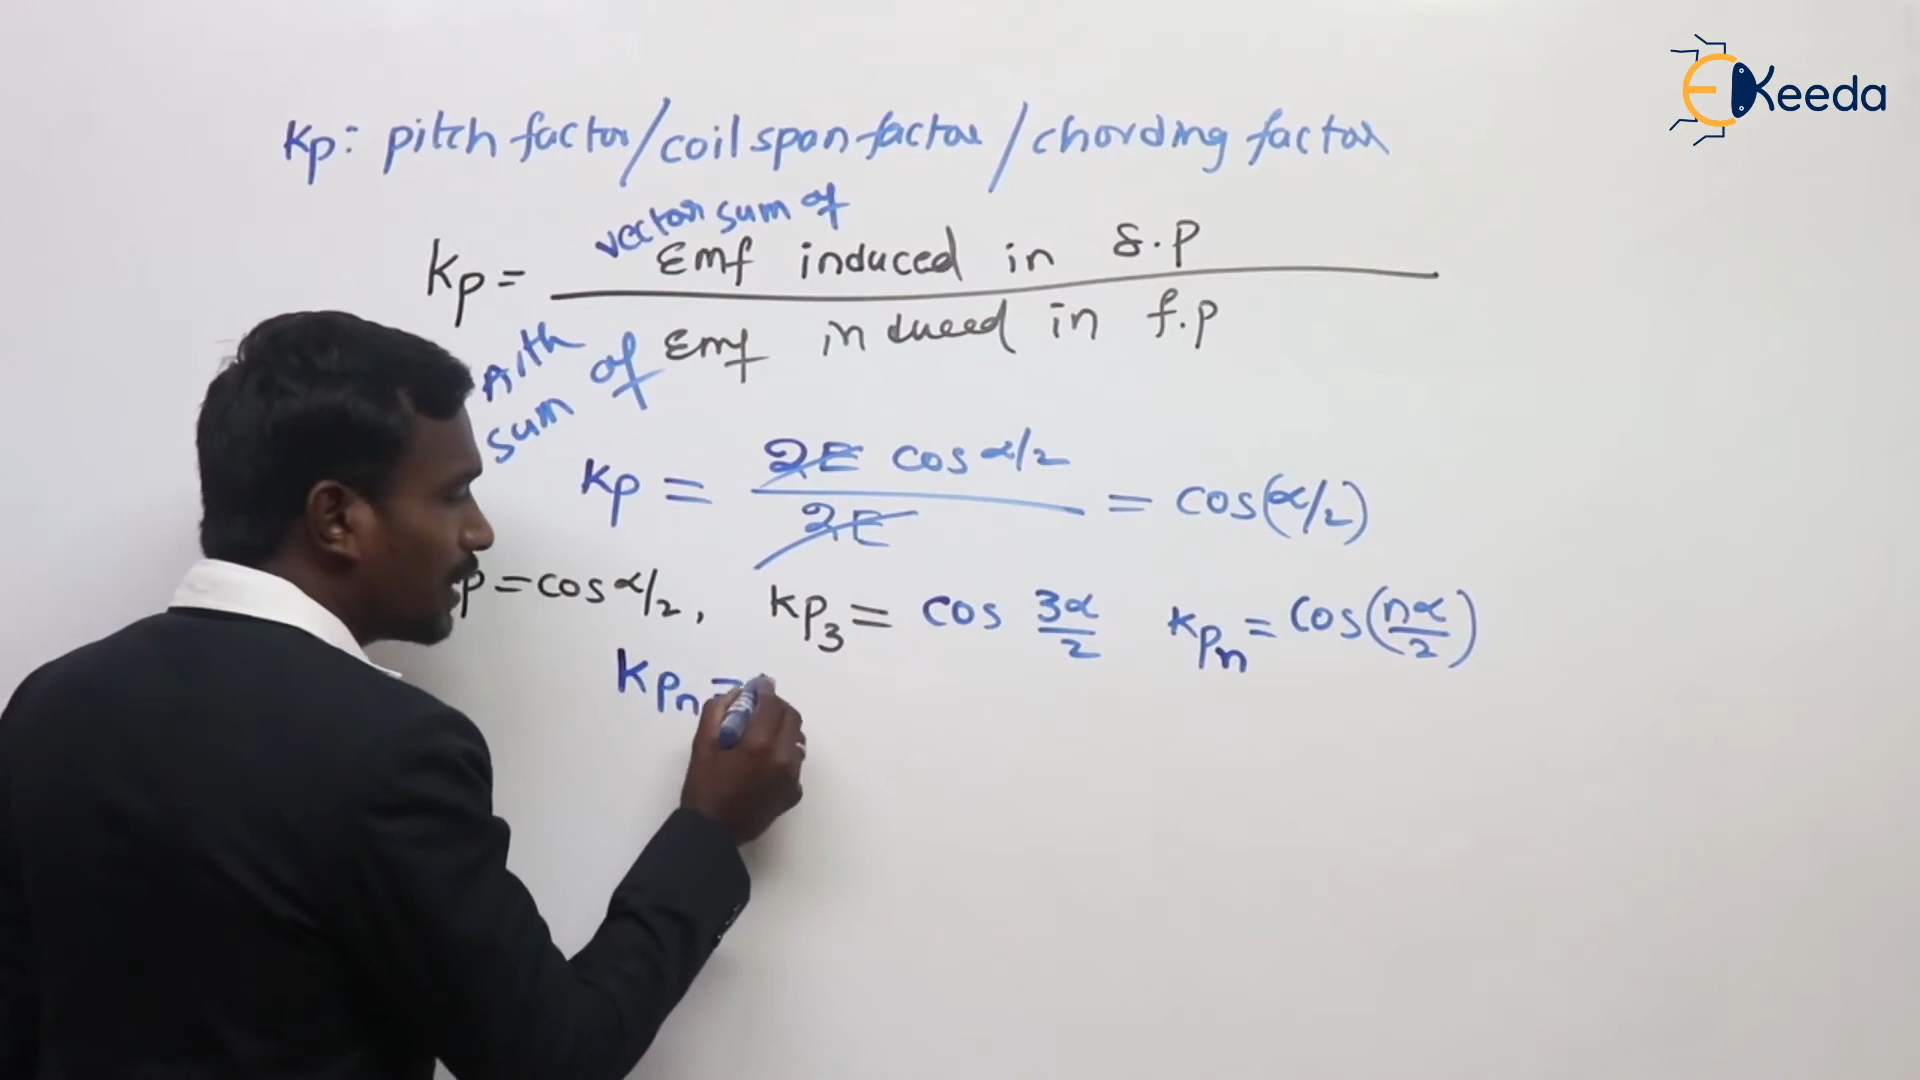 EKeeda
Kp: pitch factor/coil span factor/chording factor
vector sum of
Kp = Emf induced in S.P
Arith sum of Emf induced in f.p
Kp = 2E cos α/2 / 2E = cos(α/2)
p = cos α/2, Kp3 = cos 3α/2 Kpn = cos(nα/2)
Kpn =